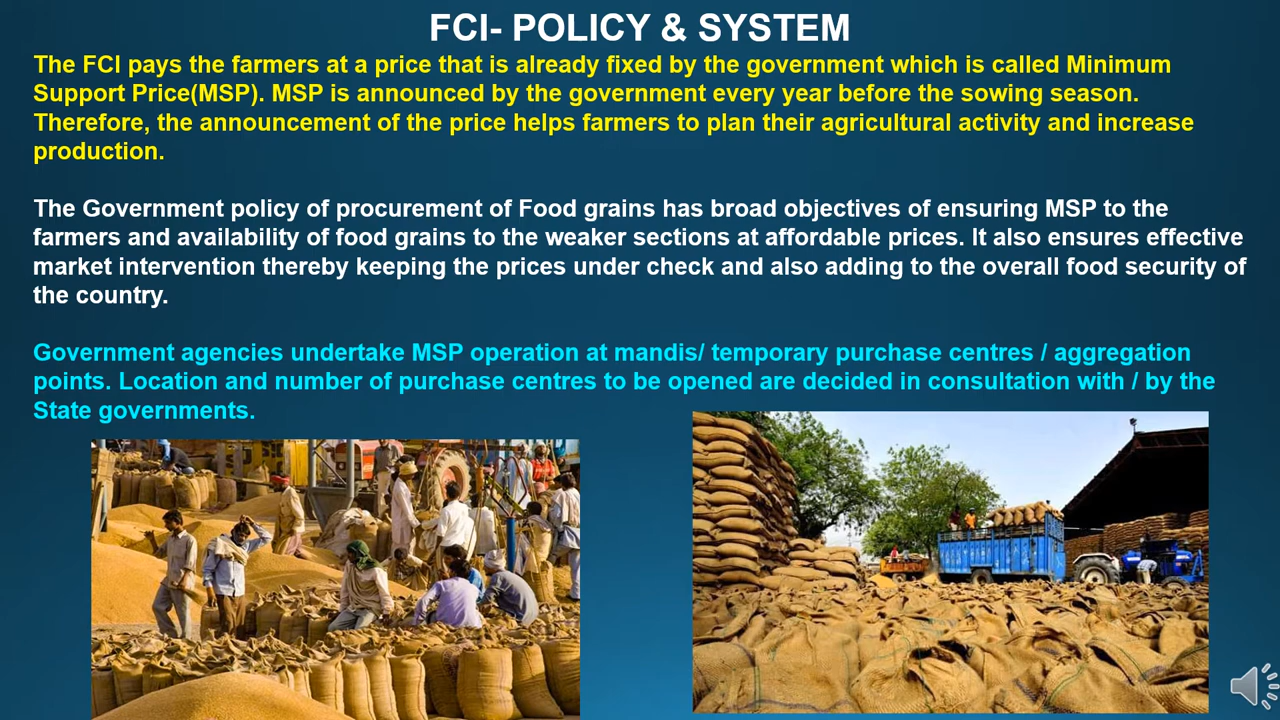 FCI- POLICY & SYSTEM
The FCI pays the farmers at a price that is already fixed by the government which is called Minimum
Support Price(MSP). MSP is announced by the government every year before the sowing season.
Therefore, the announcement of the price helps farmers to plan their agricultural activity and increase
production.
The Government policy of procurement of Food grains has broad objectives of ensuring MSP to the
farmers and availability of food grains to the weaker sections at affordable prices. It also ensures effective
market intervention thereby keeping the prices under check and also adding to the overall food security of
the country.
Government agencies undertake MSP operation at mandis/ temporary purchase centres / aggregation
points. Location and number of purchase centres to be opened are decided in consultation with / by the
State governments.